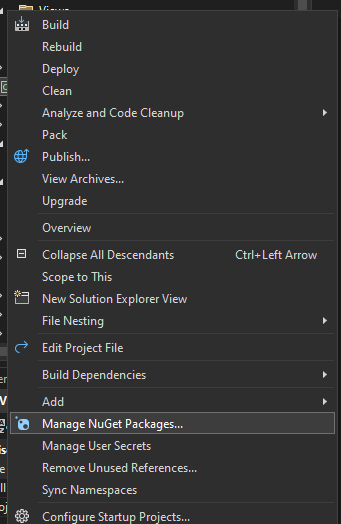 Views
Build
Rebuild
Deploy
Clean
Analyze and Code Cleanup
Pack
Publish...
View Archives...
Upgrade
Overview
Collapse All Descendants Ctrl+Left Arrow
Scope to This
New Solution Explorer View
File Nesting
Edit Project File
Build Dependencies
Add
Manage NuGet Packages...
Manage User Secrets
Remove Unused References...
Sync Namespaces
Configure Startup Projects...